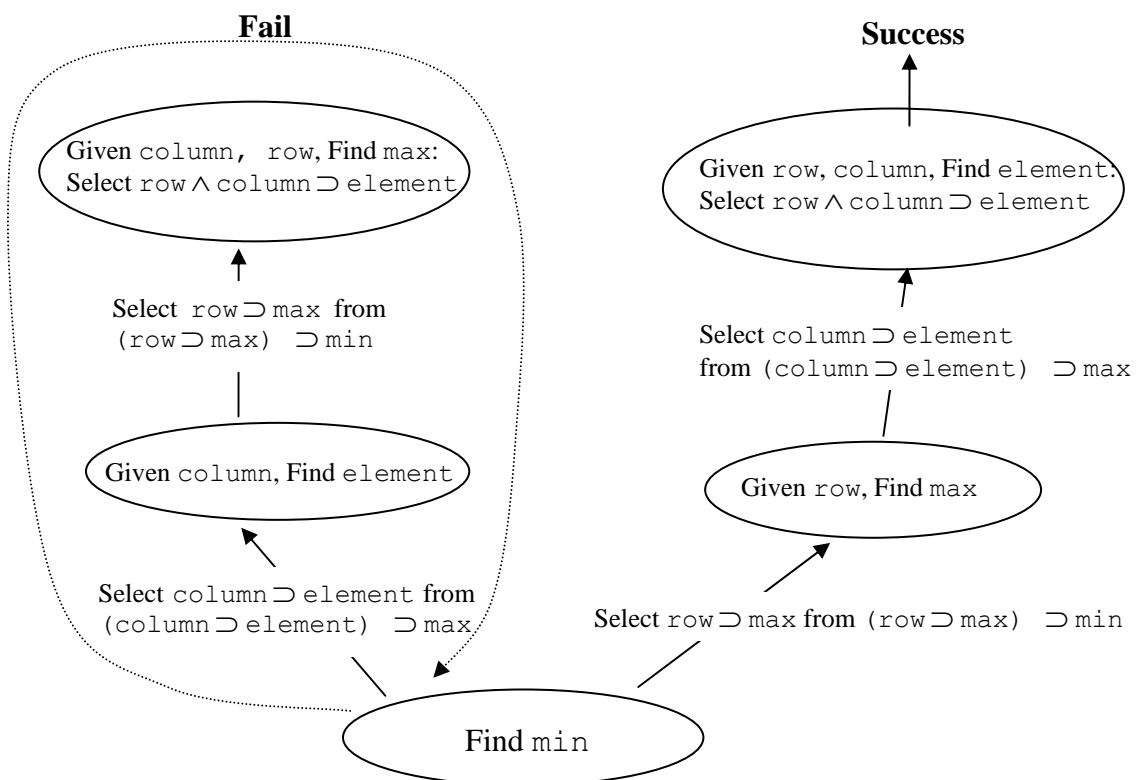 Fail
Success
Given column, row, Find max:
Select row ∧ column ⊃ element
Given row, column, Find element:
Select row ∧ column ⊃ element
Select row ⊃ max from
(row ⊃ max) ⊃ min
Select column ⊃ element
from (column ⊃ element) ⊃ max
Given column, Find element
Given row, Find max
Select column ⊃ element from
(column ⊃ element) ⊃ max
Select row ⊃ max from (row ⊃ max) ⊃ min
Find min